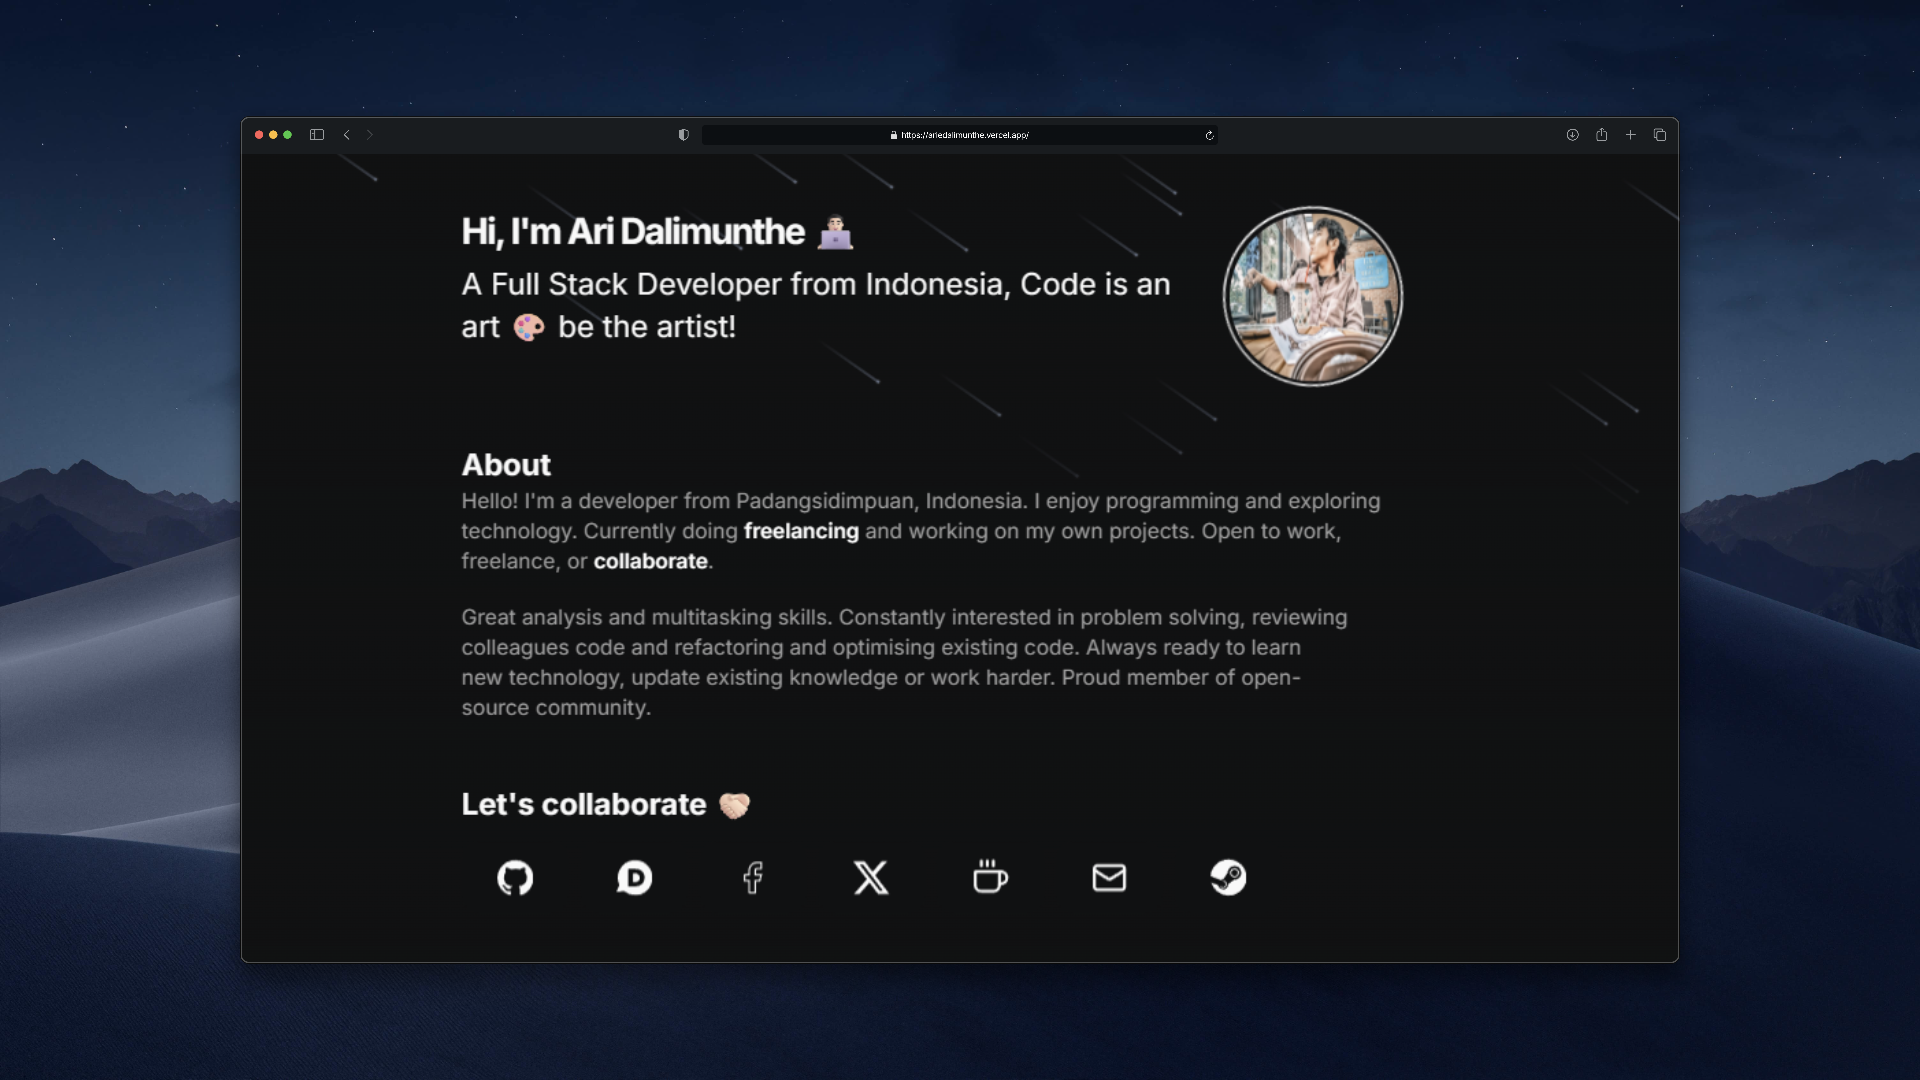 https://ariedalimunthe.vercel.app/
Hi, I'm Ari Dalimunthe 👨🏻‍💻
A Full Stack Developer from Indonesia, Code is an
art 🎨 be the artist!
About
Hello! I'm a developer from Padangsidimpuan, Indonesia. I enjoy programming and exploring
technology. Currently doing freelancing and working on my own projects. Open to work,
freelance, or collaborate.
Great analysis and multitasking skills. Constantly interested in problem solving, reviewing
colleagues code and refactoring and optimising existing code. Always ready to learn
new technology, update existing knowledge or work harder. Proud member of open-
source community.
Let's collaborate 🤝🏻